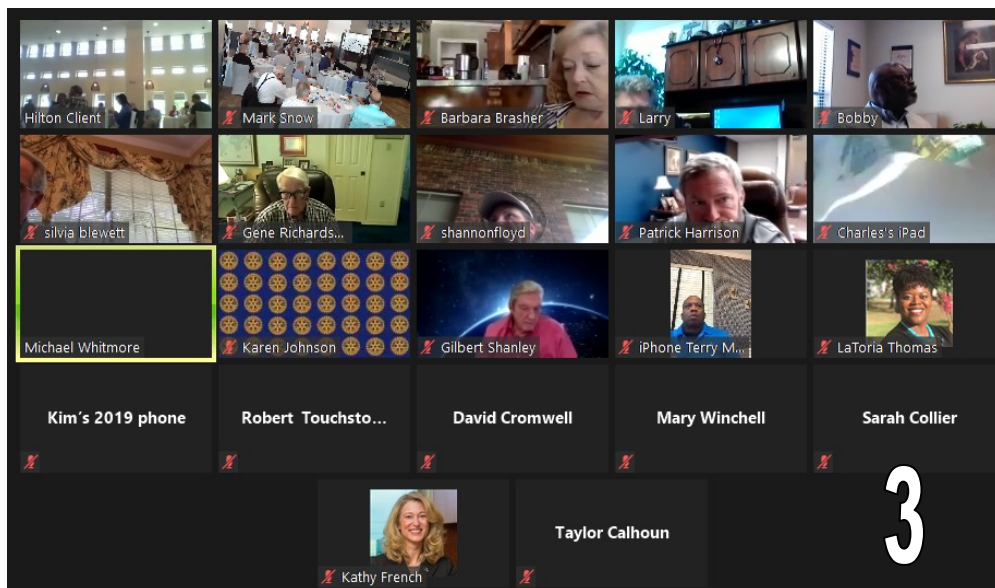 Hilton Client
Mark Snow
Barbara Brasher
Larry
Bobby
silvia blewett
Gene Richards...
shannonfloyd
Patrick Harrison
Charles's iPad
Michael Whitmore
Karen Johnson
Gilbert Shanley
iPhone Terry M...
LaToria Thomas
Kim's 2019 phone
Robert Touchsto...
David Cromwell
Mary Winchell
Sarah Collier
Kathy French
Taylor Calhoun
3